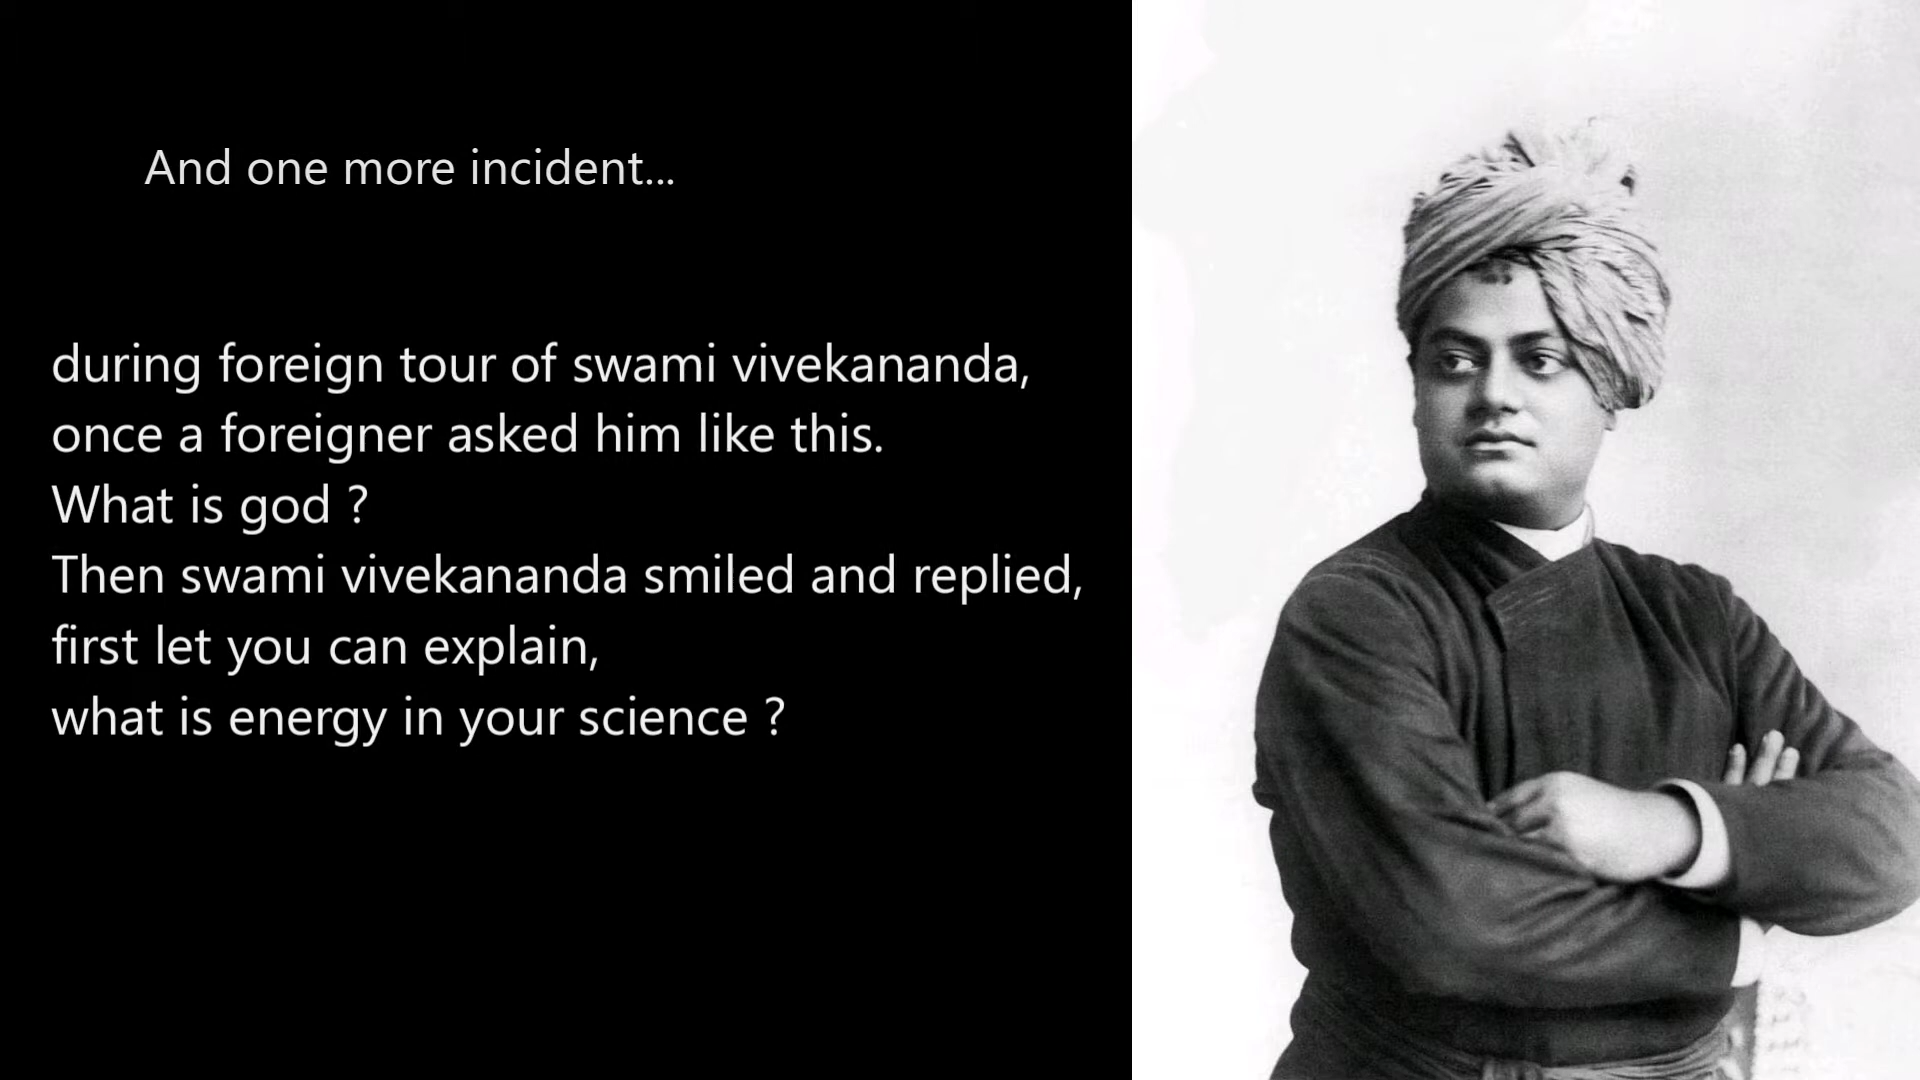 And one more incident...
during foreign tour of swami vivekananda,
once a foreigner asked him like this.
What is god ?
Then swami vivekananda smiled and replied,
first let you can explain,
what is energy in your science ?